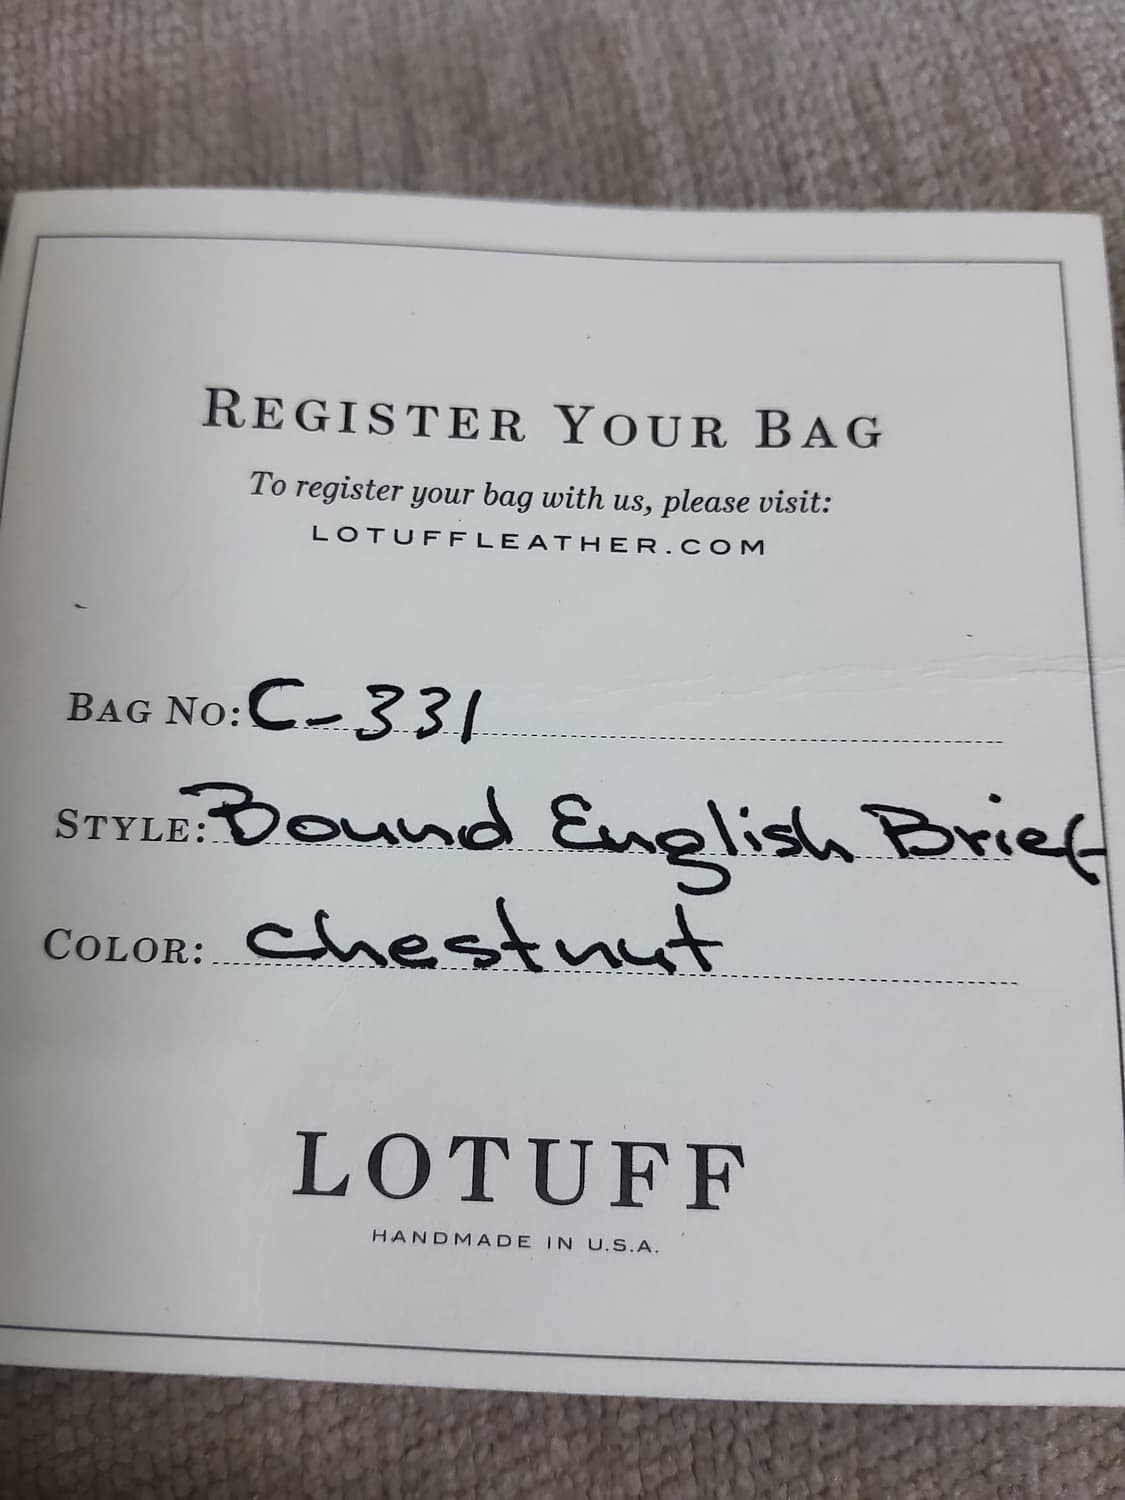 REGISTER YOUR BAG
To register your bag with us, please visit:
LOTUFFLEATHER.COM
BAG NO: C-331
STYLE: Bound English Brief
COLOR: Chestnut
LOTUFF
HANDMADE IN U.S.A.